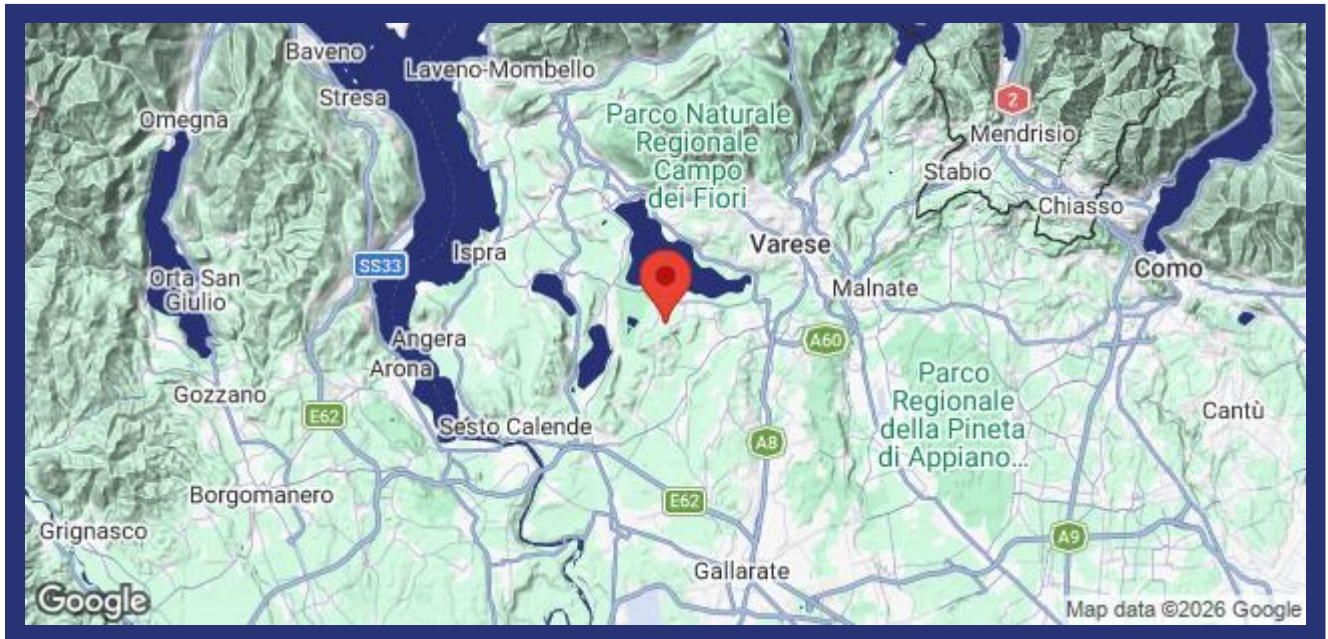 Baveno
Laveno-Mombello
Stresa
Omegna
Parco Naturale
Regionale
Campo
dei Fiori
2
Mendrisio
Stabio
Chiasso
Varese
Ispra
SS33
Como
Orta San
Giulio
Malnate
Angera
A60
Arona
Parco
Regionale
della Pineta
di Appiano...
Gozzano
E62
Cantù
Sesto Calende
A8
Borgomanero
E62
Grignasco
A9
Gallarate
Google
Map data ©2026 Google